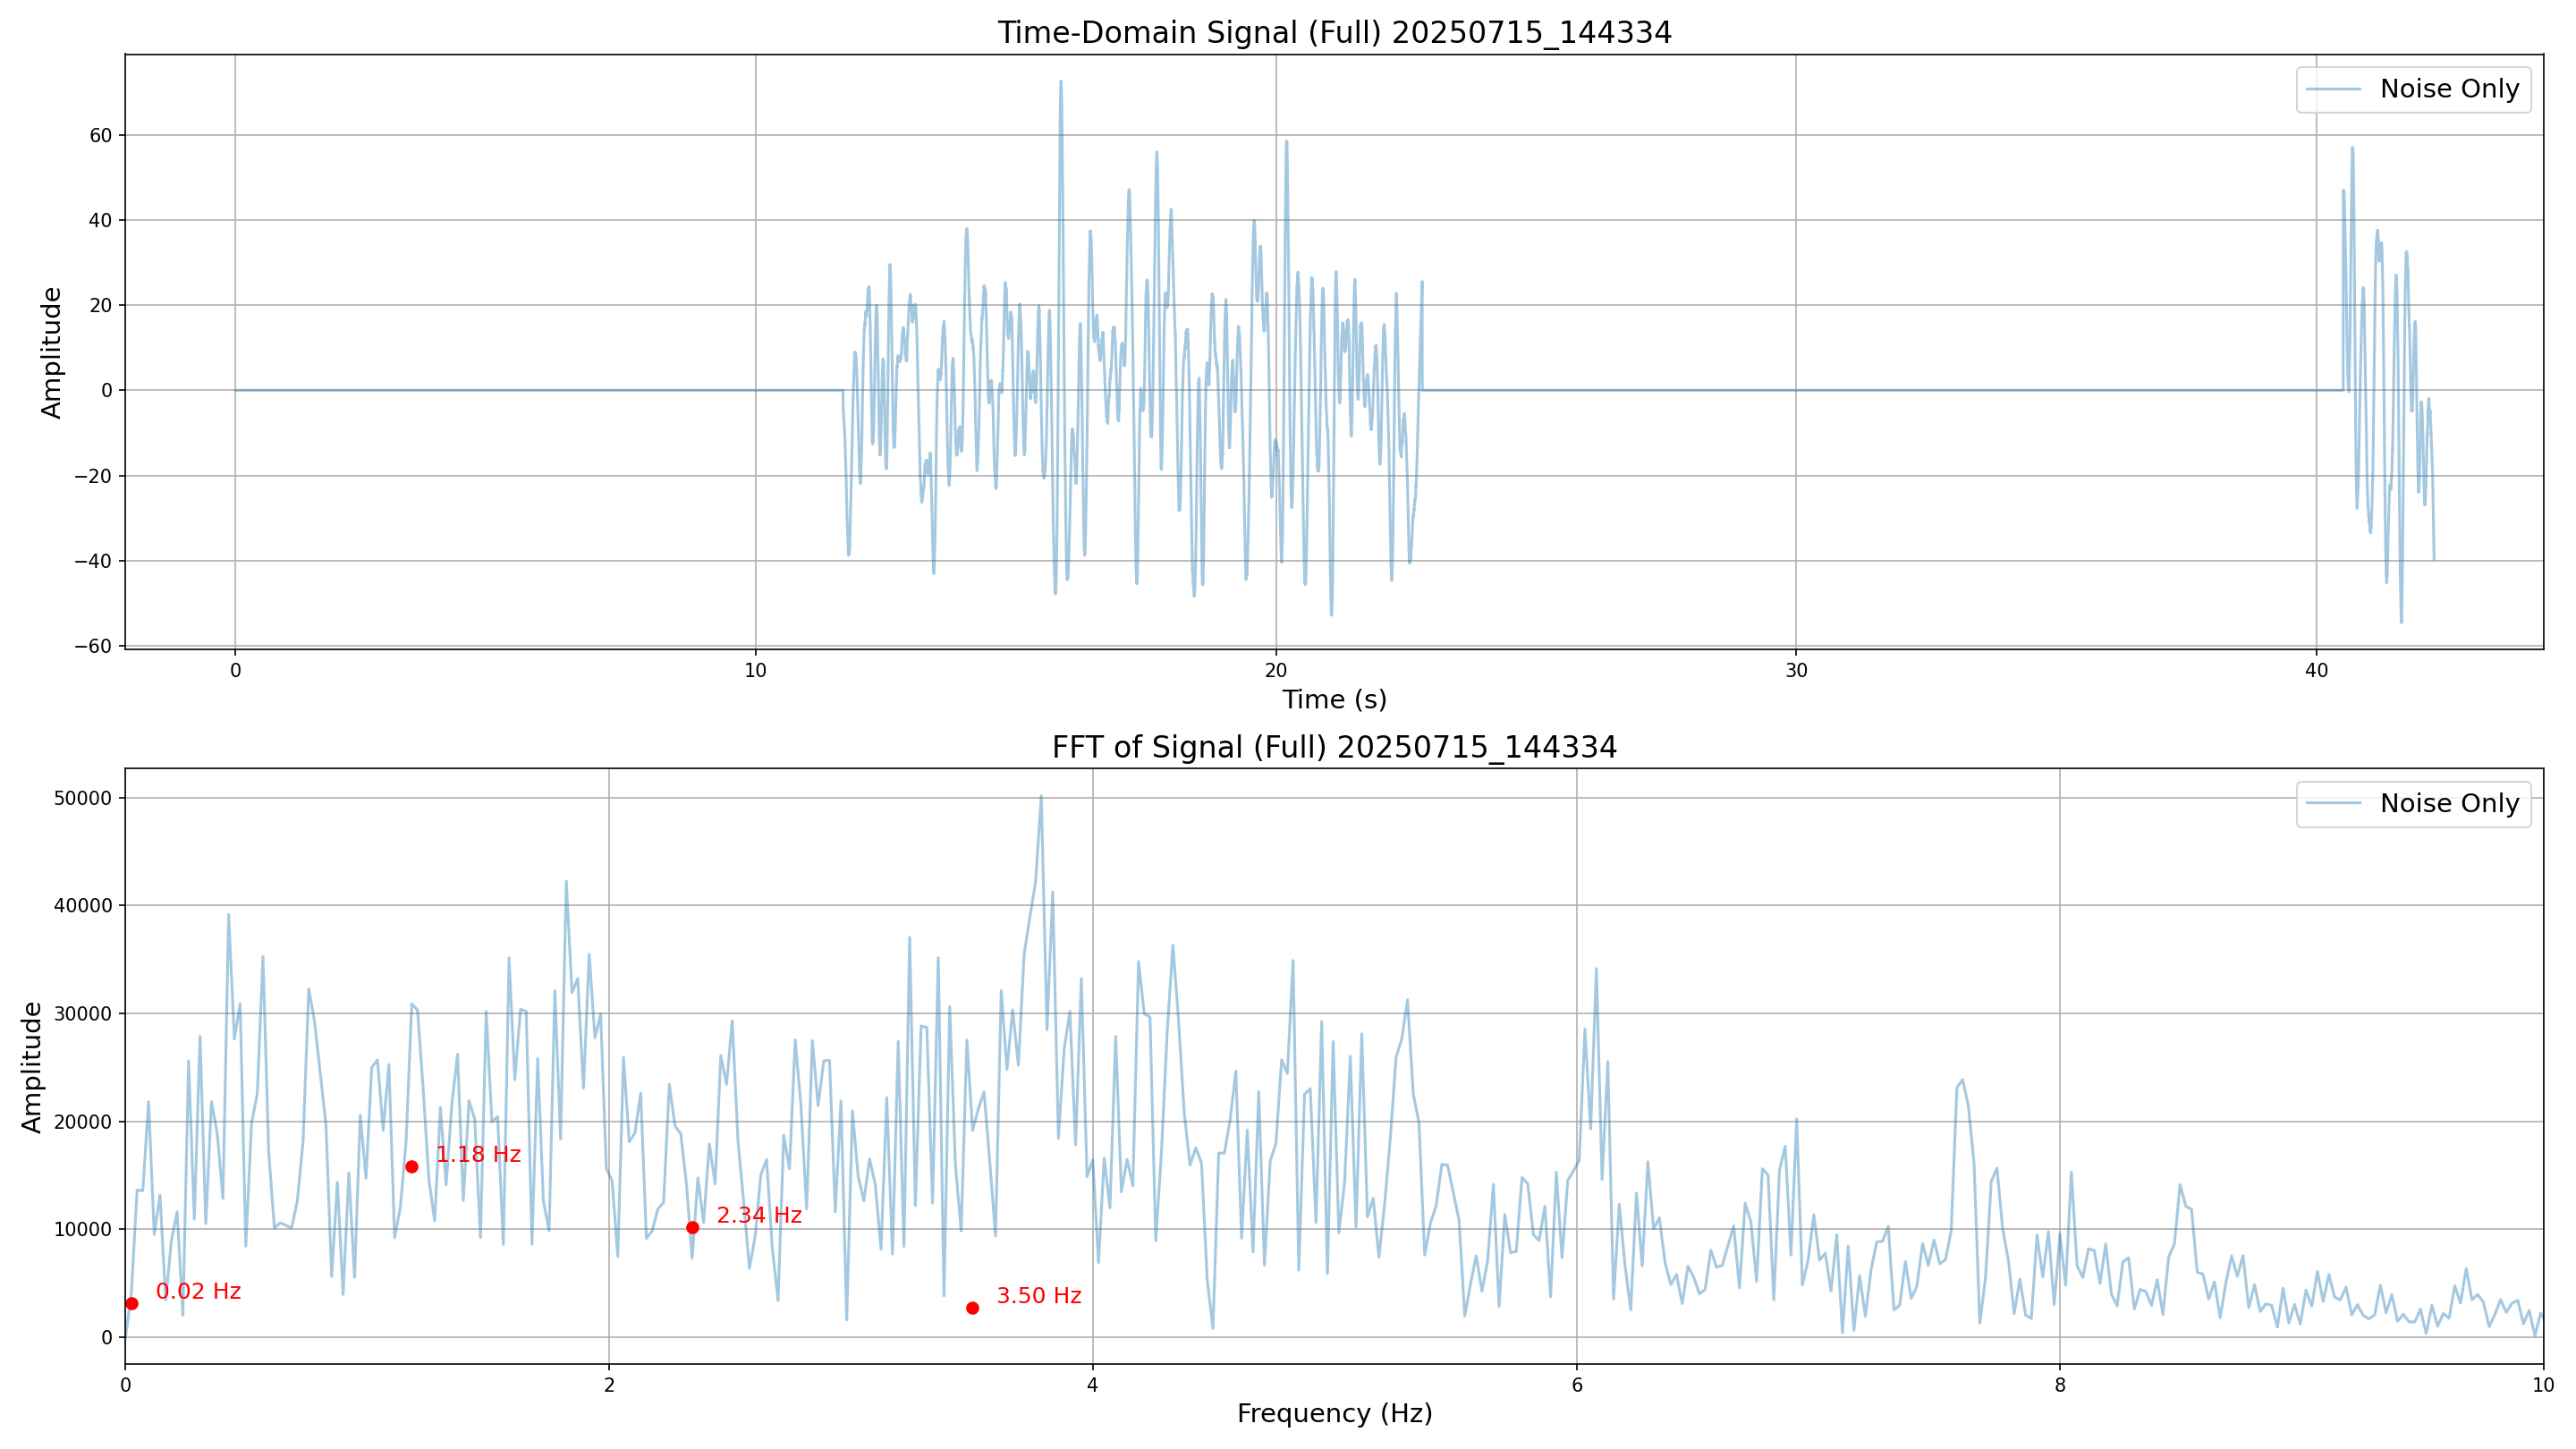 Time-Domain Signal (Full) 20250715_144334
Noise Only
Amplitude
60
40
20
0
−20
−40
−60
0
10
20
30
40
Time (s)
FFT of Signal (Full) 20250715_144334
Noise Only
Amplitude
50000
40000
30000
20000
10000
0
1.18 Hz
2.34 Hz
0.02 Hz
3.50 Hz
0
2
4
6
8
10
Frequency (Hz)